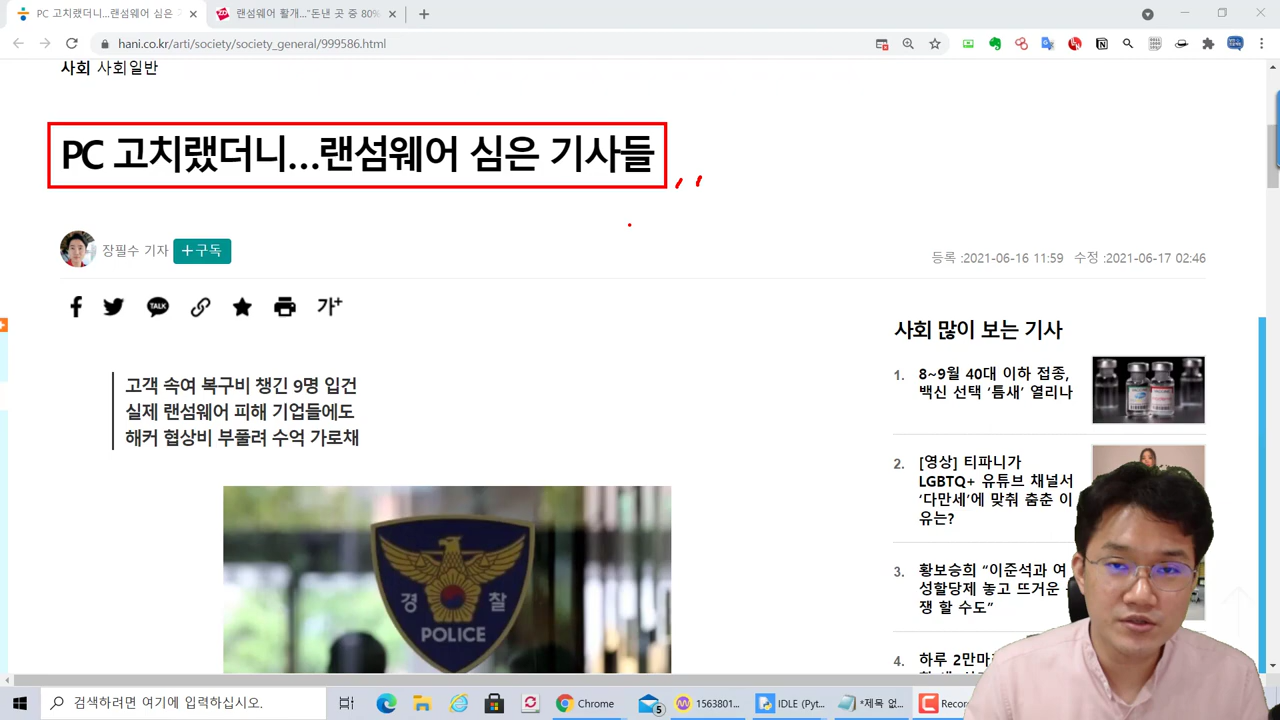 PC 고치랬더니...랜섬웨어 심은
랜섬웨어 활개..."돈낸 곳 중 80%
hani.co.kr/arti/society/society_general/999586.html
사회 사회일반
PC 고치랬더니...랜섬웨어 심은 기사들
장필수 기자
+구독
등록 :2021-06-16 11:59 수정 :2021-06-17 02:46
TALK
가+
고객 속여 복구비 챙긴 9명 입건
실제 랜섬웨어 피해 기업들에도
해커 협상비 부풀려 수억 가로채
경찰
POLICE
사회 많이 보는 기사
1. 8~9월 40대 이하 접종,
백신 선택 ‘틈새’ 열리나
2. [영상] 티파니가
LGBTQ+ 유튜브 채널서
‘다만세’에 맞춰 춤춘 이
유는?
3. 황보승희 “이준석과 여
성할당제 놓고 뜨거운
쟁 할 수도”
4. 하루 2만마
검색하려면 여기에 입력하십시오.
Chrome
5
1563801...
IDLE (Pyt...
*제목 없...
Recor